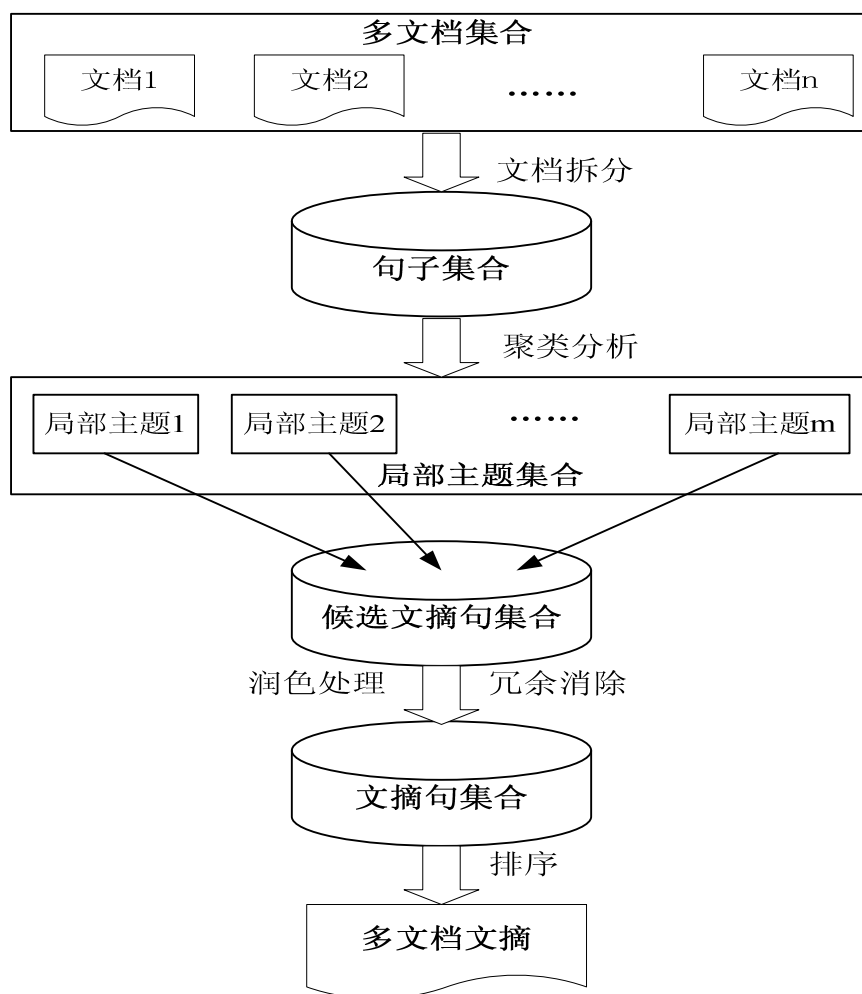 多文档集合
文档1
文档2
……
文档n
文档拆分
句子集合
聚类分析
局部主题1
局部主题2
……
局部主题m
局部主题集合
候选文摘句集合
润色处理
冗余消除
文摘句集合
排序
多文档文摘